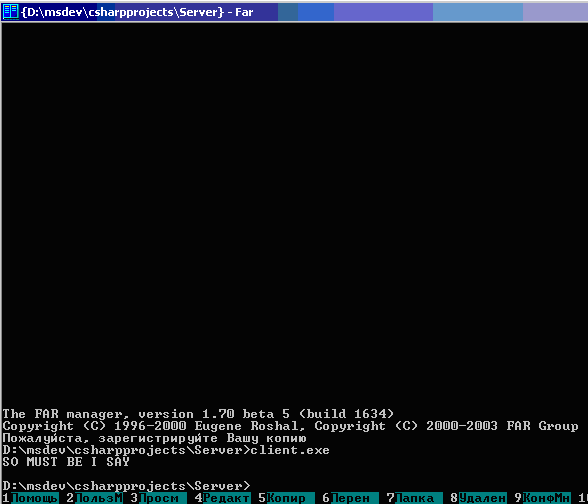 {D:\msdev\csharpprojects\Server} - Far
The FAR manager, version 1.70 beta 5 (build 1634)
Copyright (C) 1996-2000 Eugene Roshal, Copyright (C) 2000-2003 FAR Group
Пожалуйста, зарегистрируйте Вашу копию
D:\msdev\csharpprojects\Server>client.exe
SO MUST BE I SAY
D:\msdev\csharpprojects\Server>
1Помощь 2ПользМ 3Просм 4Редакт 5Копир 6Перен 7Папка 8Удален 9КонфМн 1